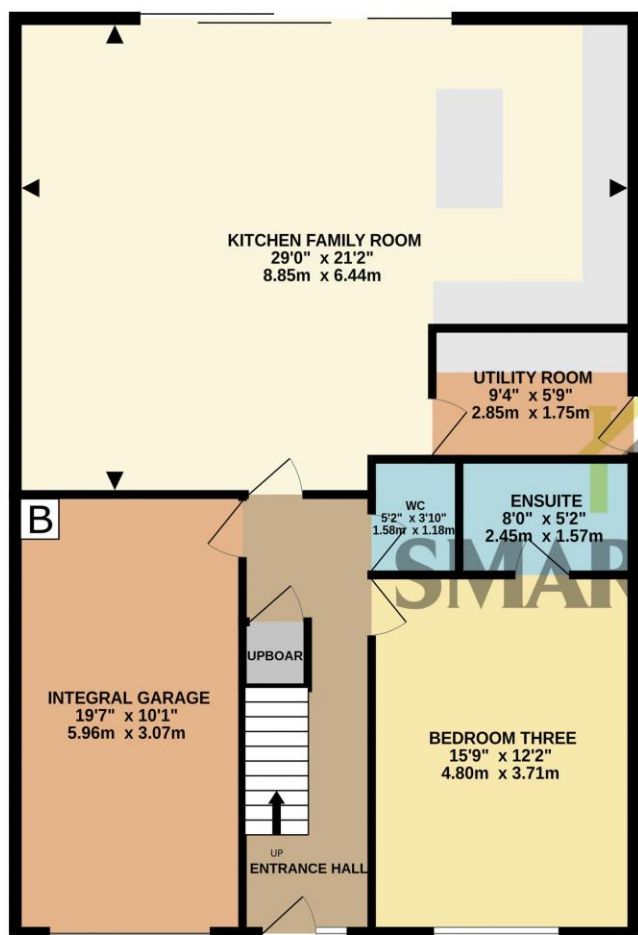 KITCHEN FAMILY ROOM
29'0" x 21'2"
8.85m x 6.44m
UTILITY ROOM
9'4" x 5'9"
2.85m x 1.75m
B
WC
5'2" x 3'10"
1.58m x 1.18m
ENSUITE
8'0" x 5'2"
2.45m x 1.57m
SMAR
UPBOAR
INTEGRAL GARAGE
19'7" x 10'1"
5.96m x 3.07m
BEDROOM THREE
15'9" x 12'2"
4.80m x 3.71m
UP
ENTRANCE HALL